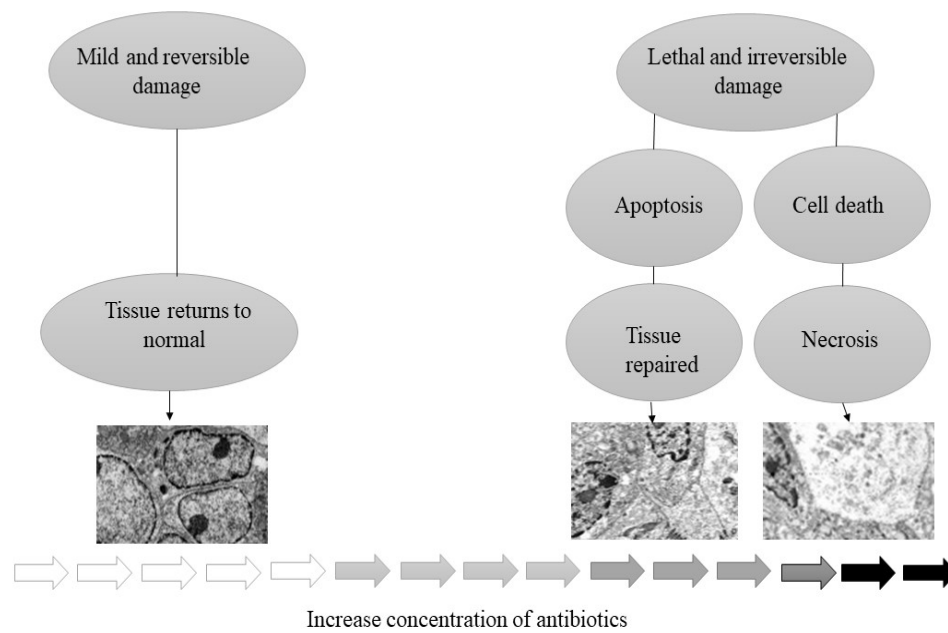 Mild and reversible
damage
Lethal and irreversible
damage
Apoptosis
Cell death
Tissue returns to
normal
Tissue
repaired
Necrosis
Increase concentration of antibiotics